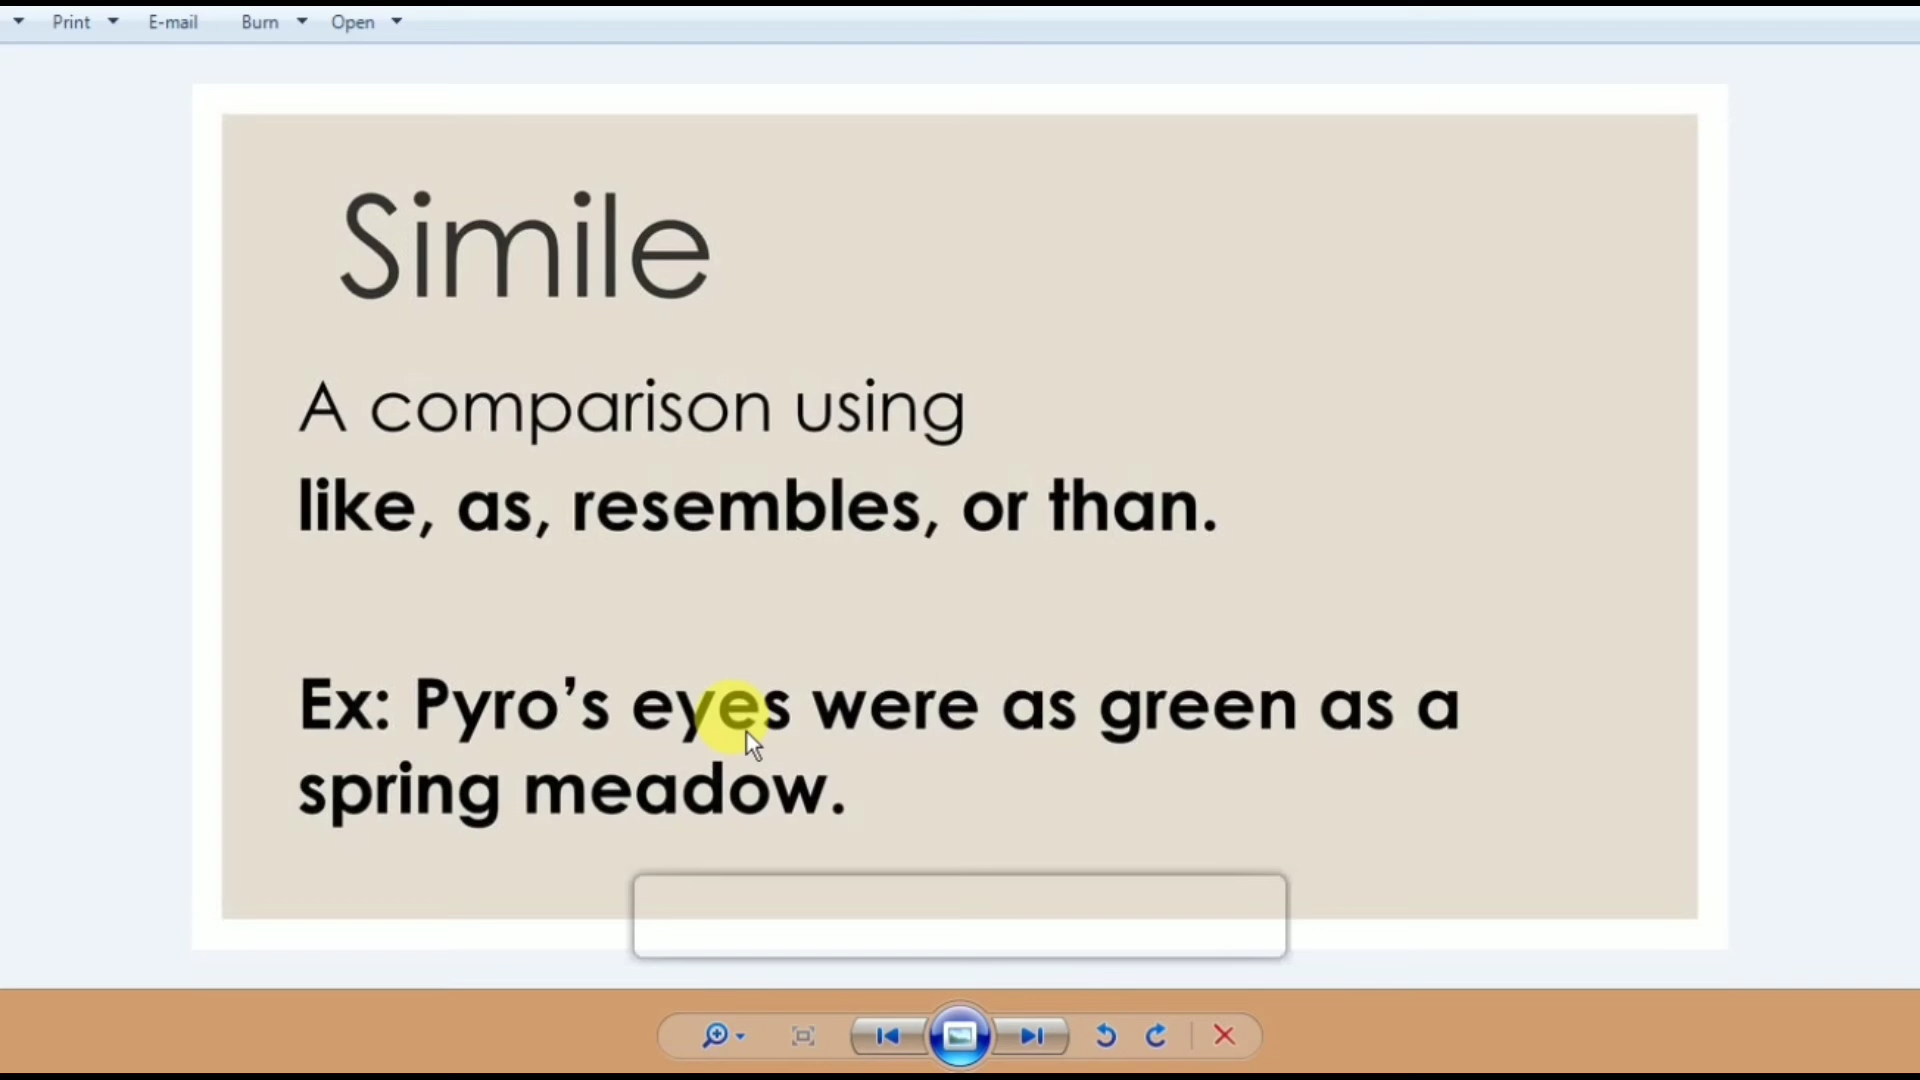 Print E-mail Burn Open
Simile
A comparison using
like, as, resembles, or than.
Ex: Pyro’s eyes were as green as a
spring meadow.